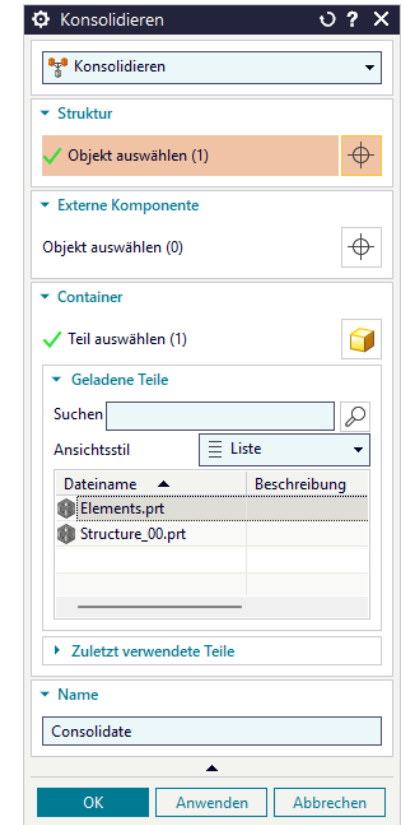 Konsolidieren
Konsolidieren
Struktur
Objekt auswählen (1)
Externe Komponente
Objekt auswählen (0)
Container
Teil auswählen (1)
Geladene Teile
Suchen
Ansichtsstil Liste
Dateiname Beschreibung
Elements.prt
Structure_00.prt
Zuletzt verwendete Teile
Name
Consolidate
OK Anwenden Abbrechen